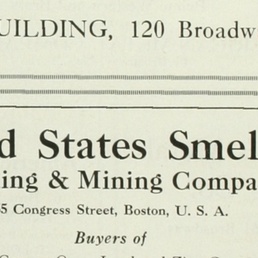 UILDING, 120 Broadw
d States Smel
ing & Mining Compa
5 Congress Street, Boston, U. S. A.
Buyers of